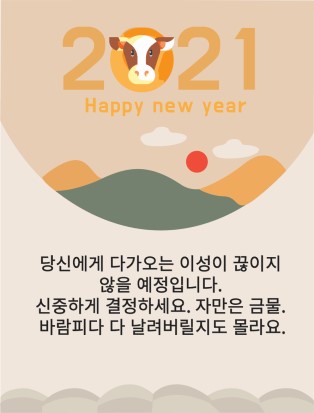 2021
Happy new year
당신에게 다가오는 이성이 끊이지
않을 예정입니다.
신중하게 결정하세요. 자만은 금물.
바람피다 다 날려버릴지도 몰라요.